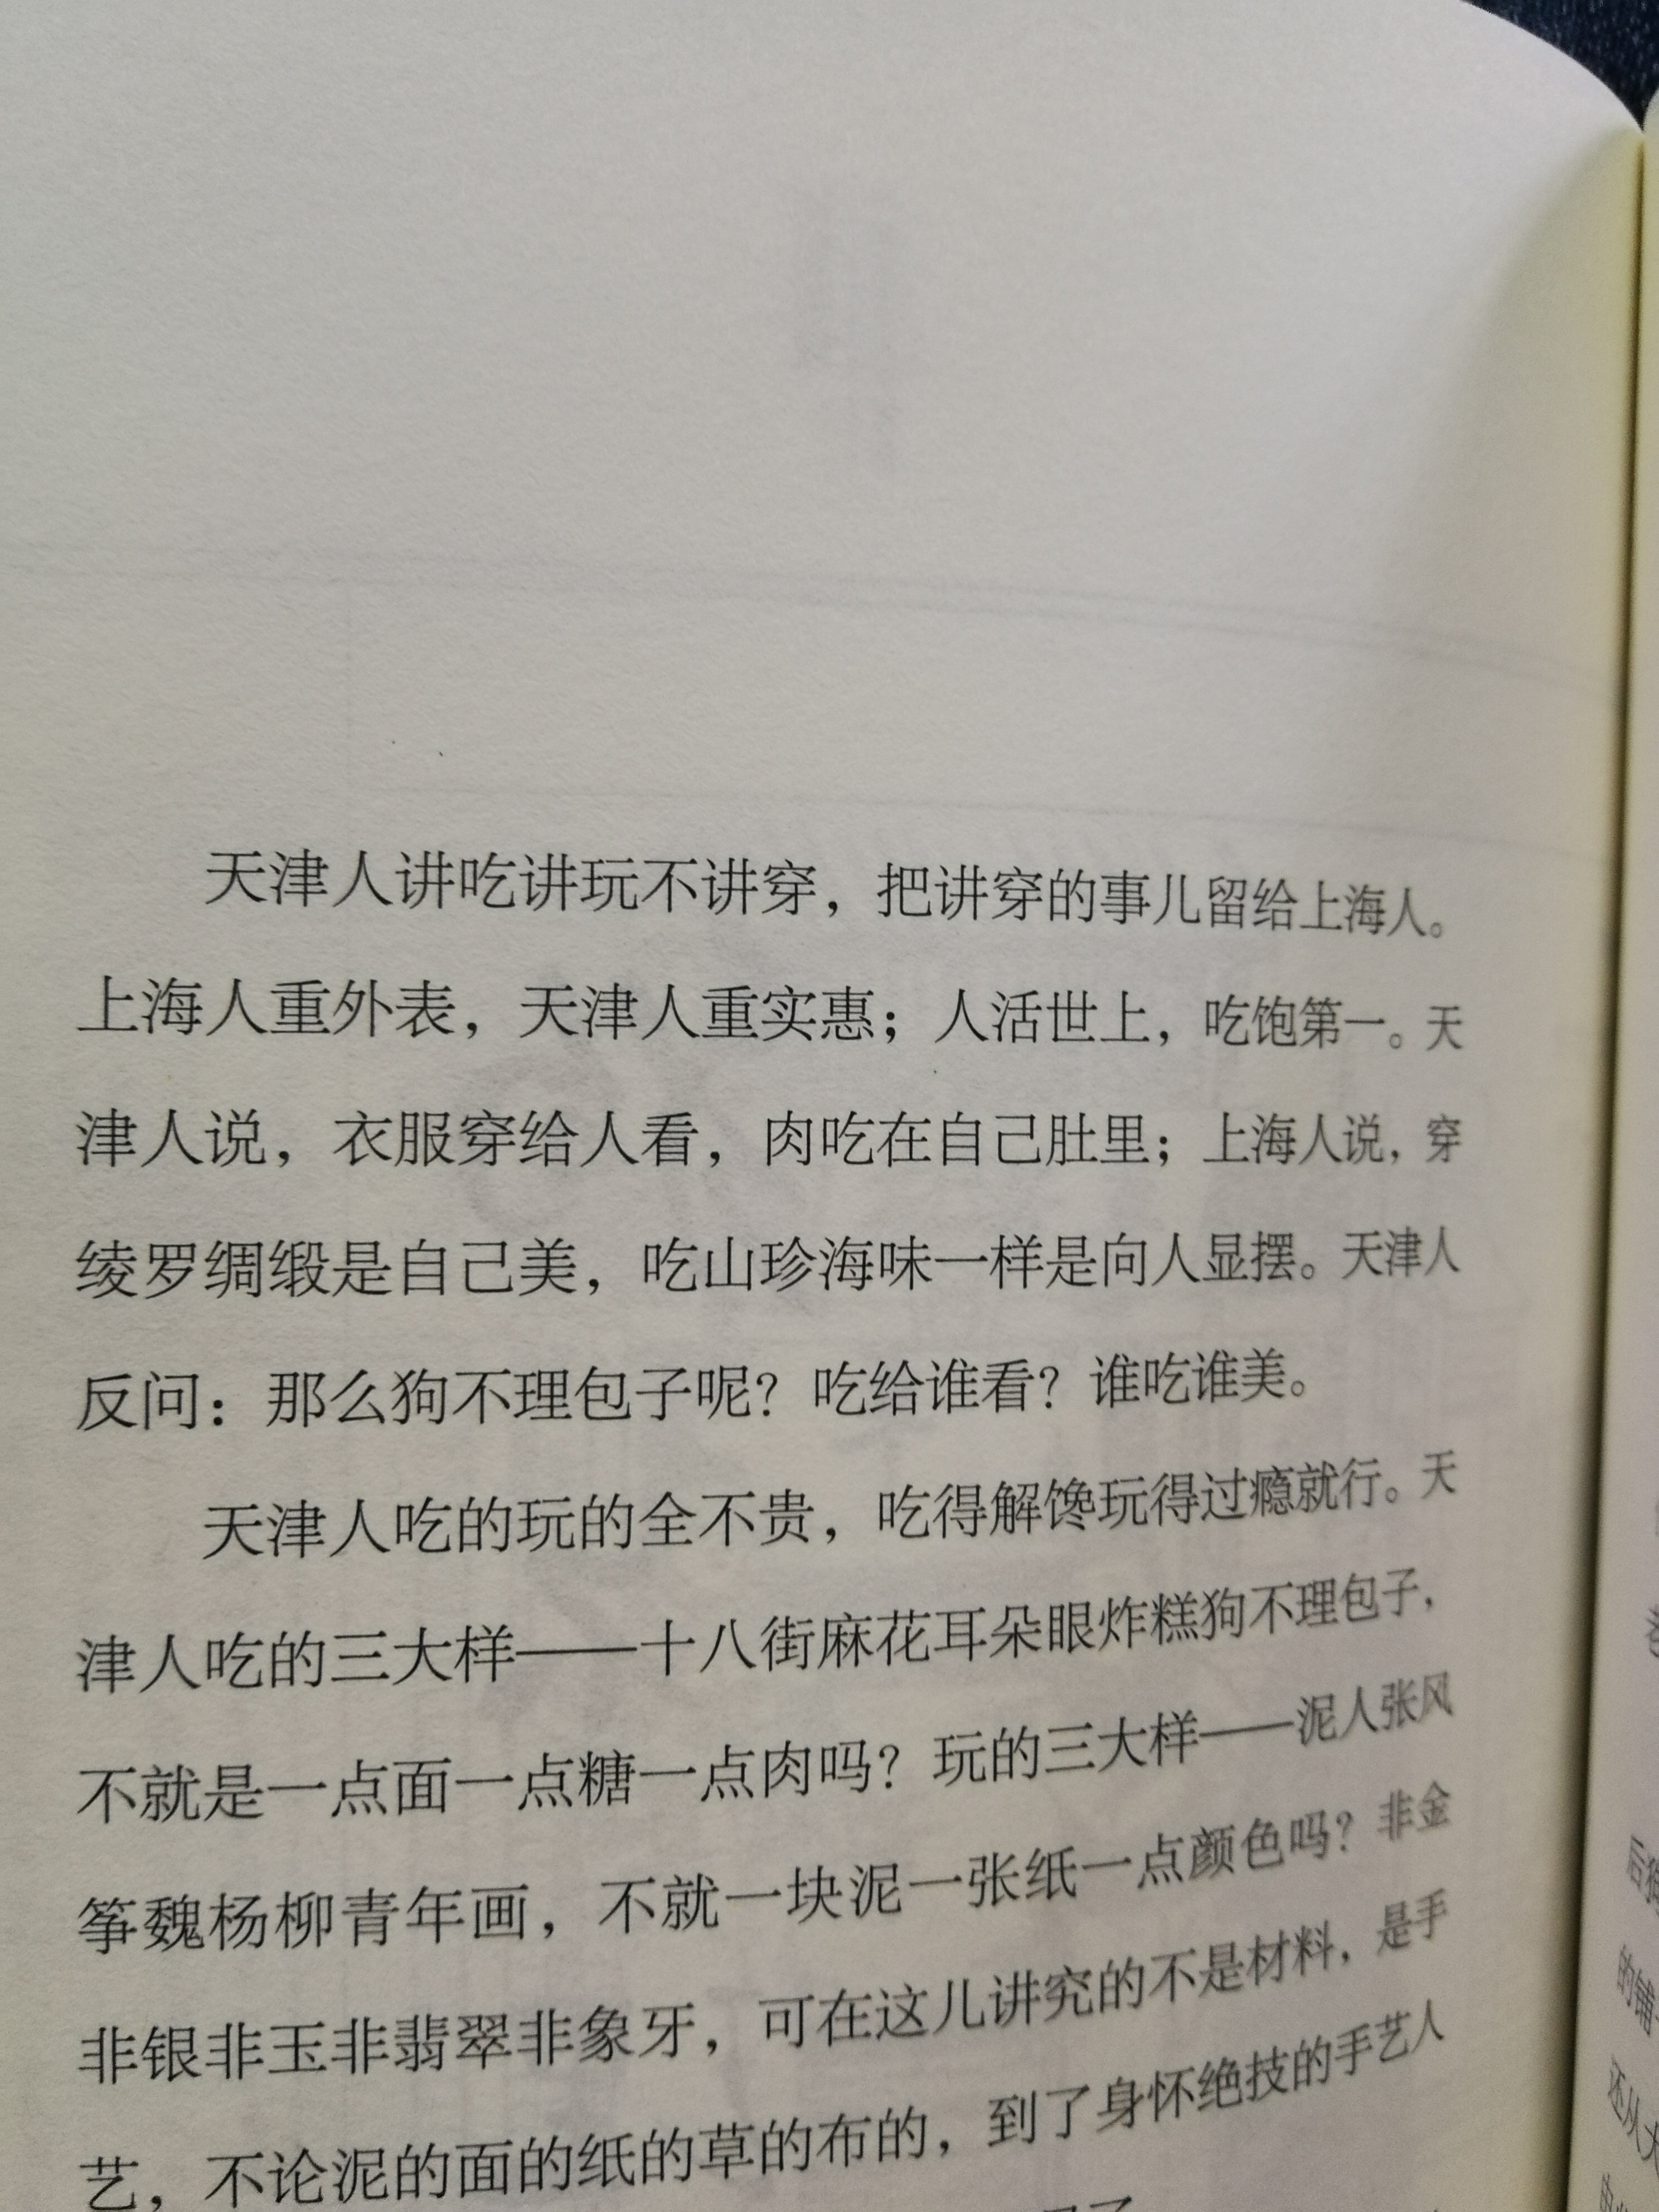 天津人讲吃讲玩不讲穿，把讲穿的事儿留给上海人。
上海人重外表，天津人重实惠；人活世上，吃饱第一。天
津人说，衣服穿给人看，肉吃在自己肚里；上海人说，穿
绫罗绸缎是自己美，吃山珍海味一样是向人显摆。天津人
反问：那么狗不理包子呢？吃给谁看？谁吃谁美。
天津人吃的玩的全不贵，吃得解馋玩得过瘾就行。天
津人吃的三大样——十八街麻花耳朵眼炸糕狗不理包子，
不就是一点面一点糖一点肉吗？玩的三大样——泥人张风
筝魏杨柳青年画，不就一块泥一张纸一点颜色吗？非金
非银非玉非翡翠非象牙，可在这儿讲究的不是材料，是手
艺，不论泥的面的纸的草的布的，到了身怀绝技的手艺人
的铺
还从